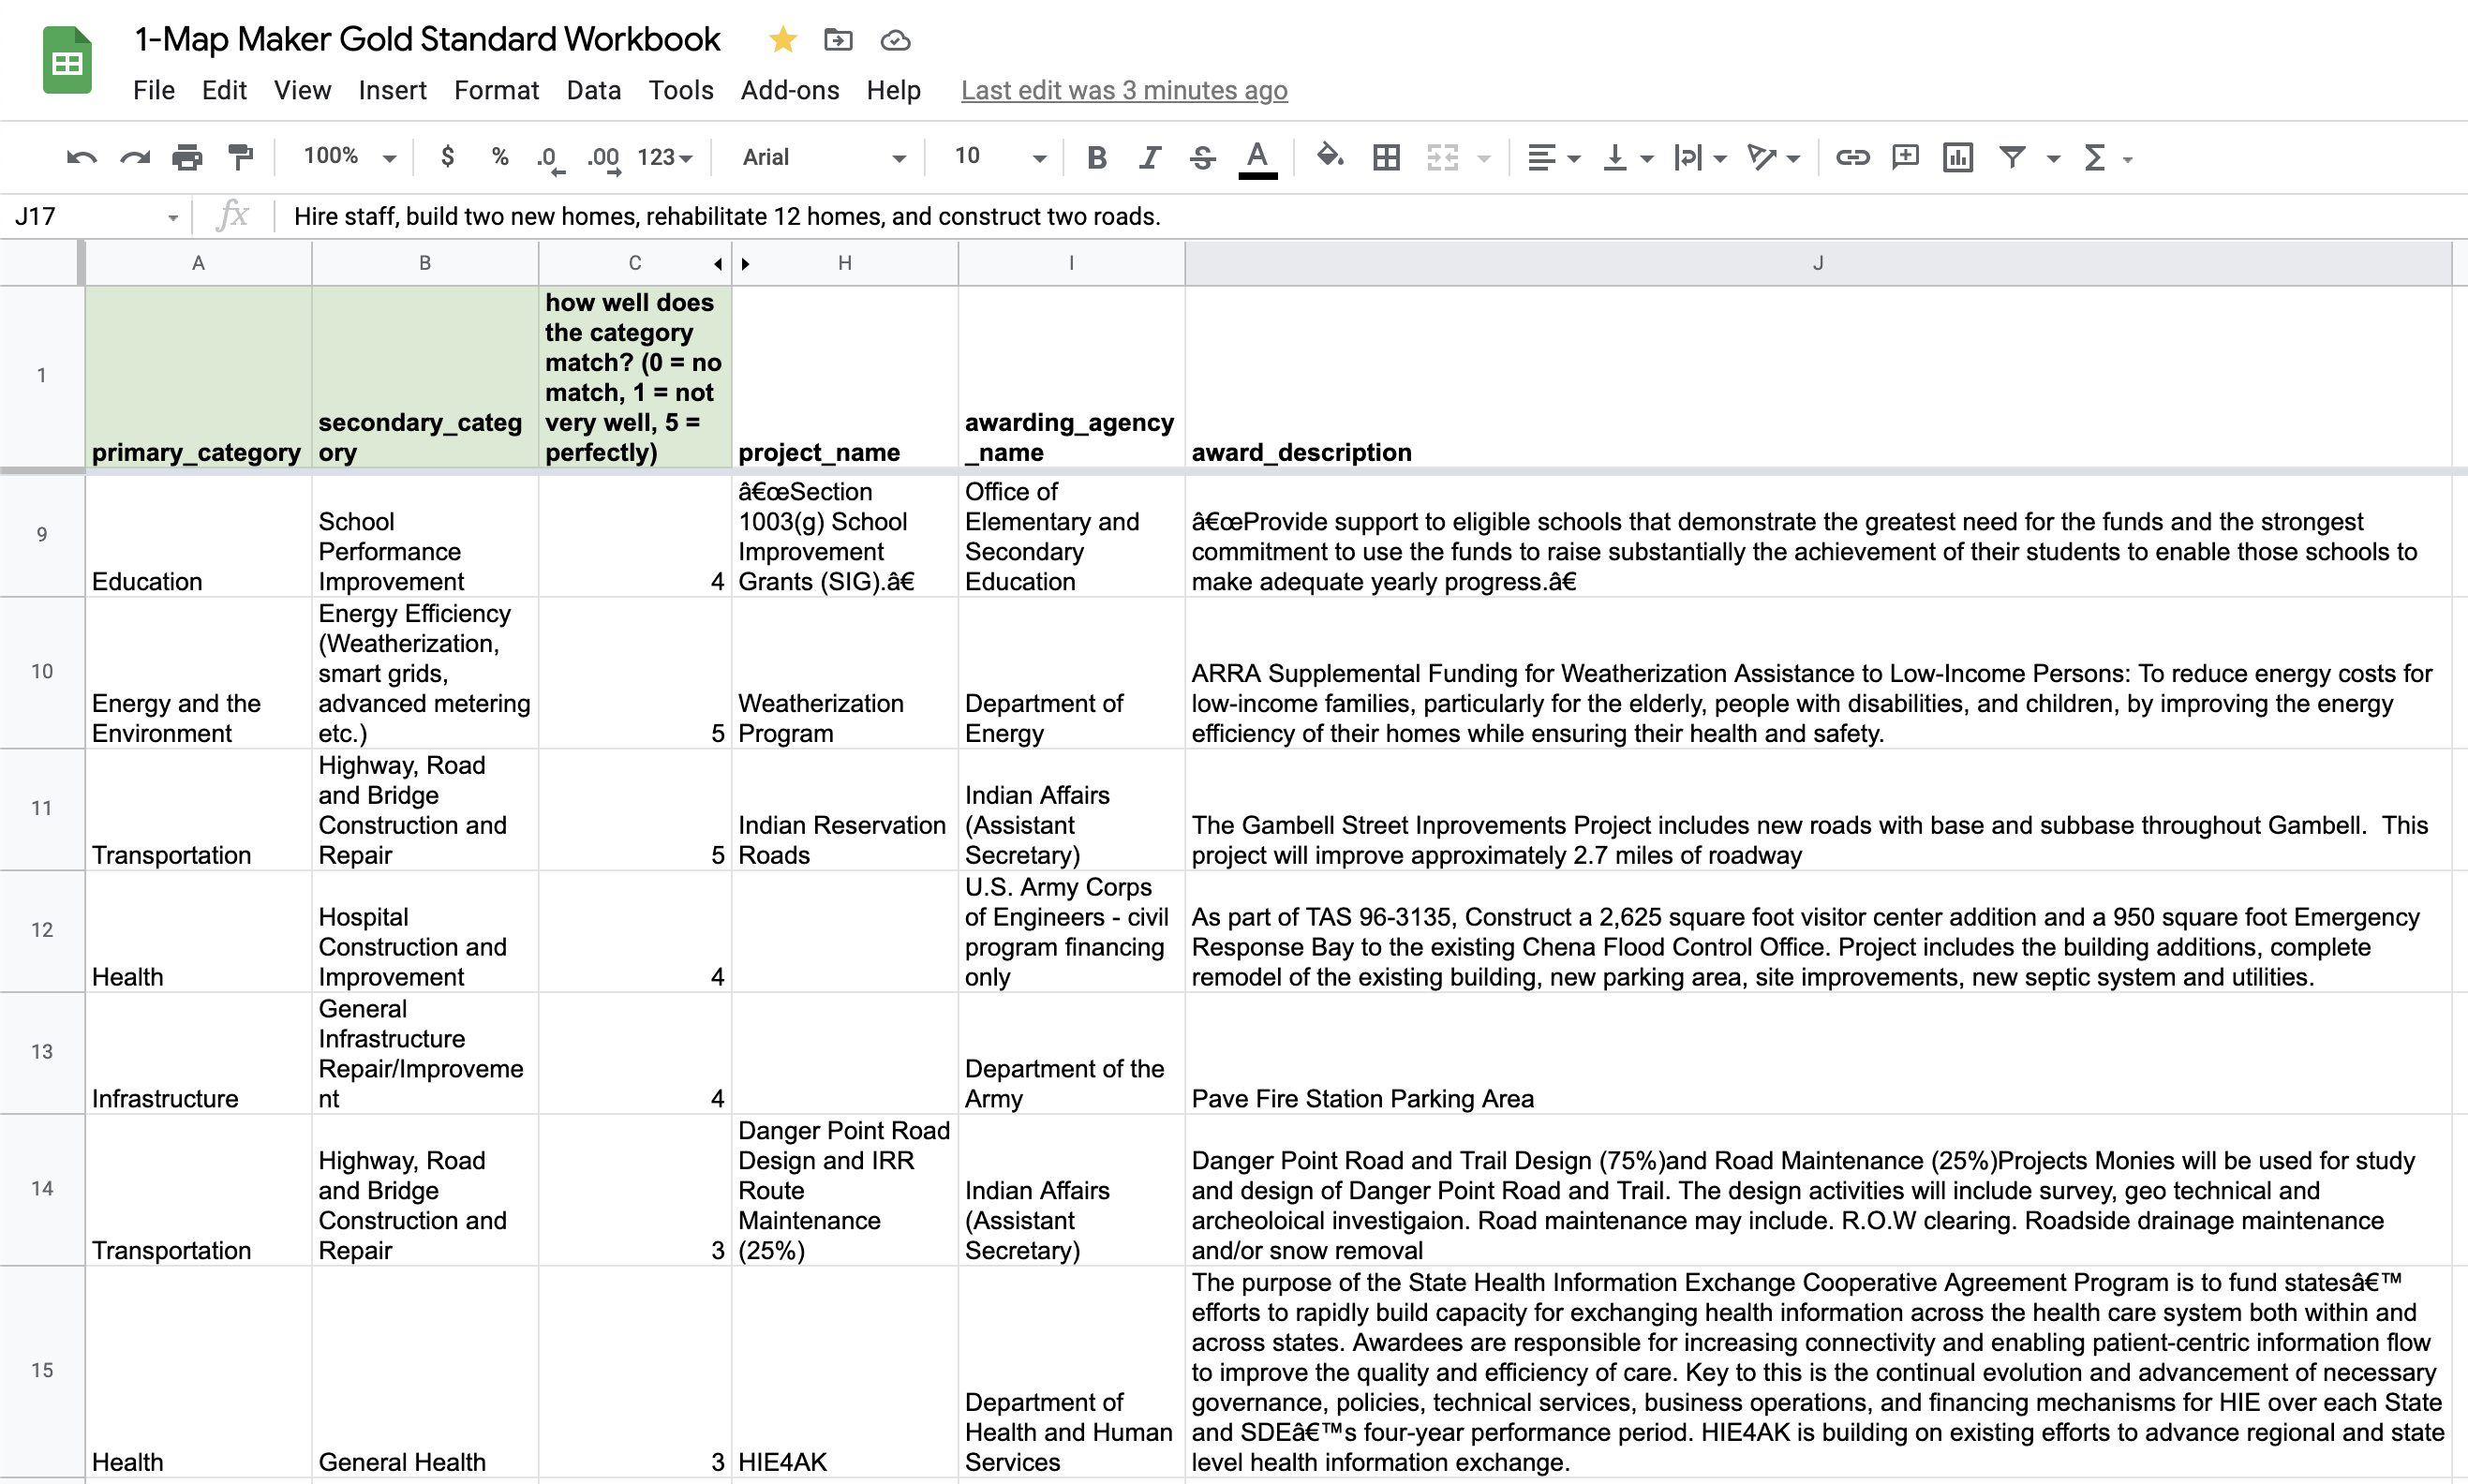 1-Map Maker Gold Standard Workbook
File Edit View Insert Format Data Tools Add-ons Help Last edit was 3 minutes ago
100% $ % .0 .00 123 Arial 10 B I S A
J17 fx Hire staff, build two new homes, rehabilitate 12 homes, and construct two roads.
A B C H I J
1
primary_category
secondary_categ
ory
how well does
the category
match? (0 = no
match, 1 = not
very well, 5 =
perfectly)
project_name
awarding_agency
_name
award_description
9
Education
School
Performance
Improvement
4
â€œSection
1003(g) School
Improvement
Grants (SIG).â€
Office of
Elementary and
Secondary
Education
â€œProvide support to eligible schools that demonstrate the greatest need for the funds and the strongest
commitment to use the funds to raise substantially the achievement of their students to enable those schools to
make adequate yearly progress.â€
10
Energy and the
Environment
Energy Efficiency
(Weatherization,
smart grids,
advanced metering
etc.)
5
Weatherization
Program
Department of
Energy
ARRA Supplemental Funding for Weatherization Assistance to Low-Income Persons: To reduce energy costs for
low-income families, particularly for the elderly, people with disabilities, and children, by improving the energy
efficiency of their homes while ensuring their health and safety.
11
Transportation
Highway, Road
and Bridge
Construction and
Repair
5
Indian Reservation
Roads
Indian Affairs
(Assistant
Secretary)
The Gambell Street Inprovements Project includes new roads with base and subbase throughout Gambell.  This
project will improve approximately 2.7 miles of roadway
12
Health
Hospital
Construction and
Improvement
4
U.S. Army Corps
of Engineers - civil
program financing
only
As part of TAS 96-3135, Construct a 2,625 square foot visitor center addition and a 950 square foot Emergency
Response Bay to the existing Chena Flood Control Office. Project includes the building additions, complete
remodel of the existing building, new parking area, site improvements, new septic system and utilities.
13
Infrastructure
General
Infrastructure
Repair/Improveme
nt
4
Department of the
Army
Pave Fire Station Parking Area
14
Transportation
Highway, Road
and Bridge
Construction and
Repair
3
Danger Point Road
Design and IRR
Route
Maintenance
(25%)
Indian Affairs
(Assistant
Secretary)
Danger Point Road and Trail Design (75%)and Road Maintenance (25%)Projects Monies will be used for study
and design of Danger Point Road and Trail. The design activities will include survey, geo technical and
archeoloical investigaion. Road maintenance may include. R.O.W clearing. Roadside drainage maintenance
and/or snow removal
15
Health
General Health
3
HIE4AK
Department of
Health and Human
Services
The purpose of the State Health Information Exchange Cooperative Agreement Program is to fund statesâ€™
efforts to rapidly build capacity for exchanging health information across the health care system both within and
across states. Awardees are responsible for increasing connectivity and enabling patient-centric information flow
to improve the quality and efficiency of care. Key to this is the continual evolution and advancement of necessary
governance, policies, technical services, business operations, and financing mechanisms for HIE over each State
and SDEâ€™s four-year performance period. HIE4AK is building on existing efforts to advance regional and state
level health information exchange.